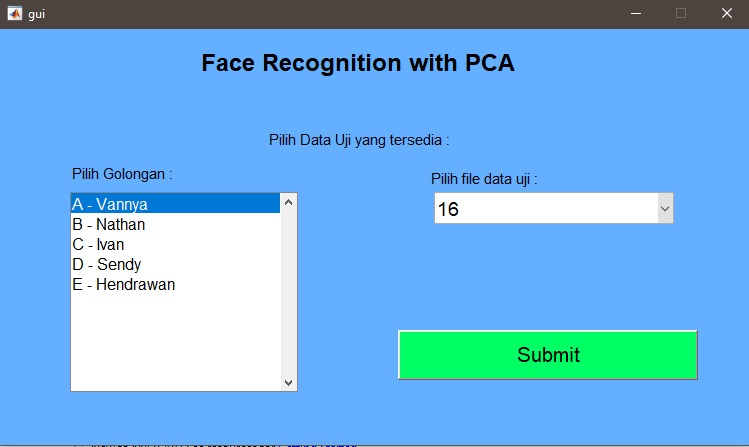 gui
Face Recognition with PCA
Pilih Data Uji yang tersedia :
Pilih Golongan :
A - Vannya
B - Nathan
C - Ivan
D - Sendy
E - Hendrawan
Pilih file data uji :
16
Submit